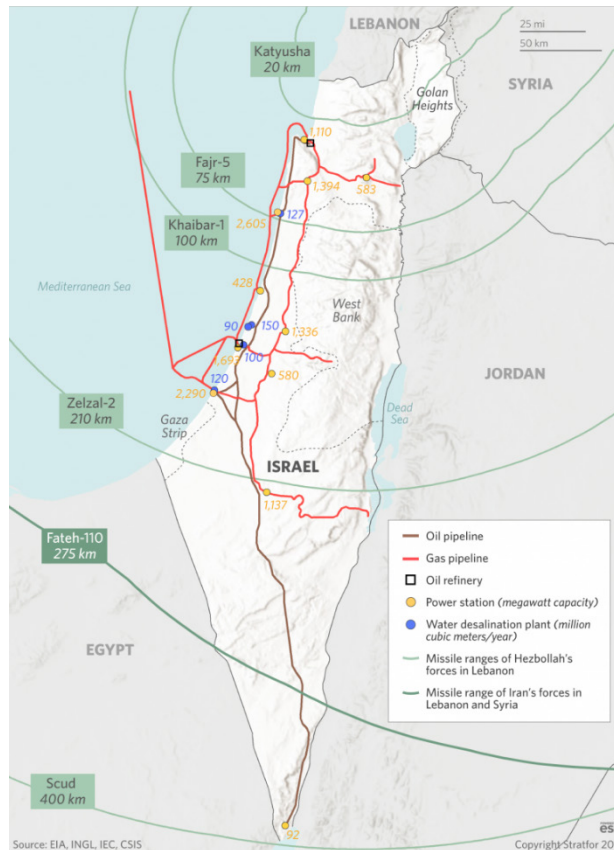 LEBANON
25 mi
50 km
Katyusha
20 km
SYRIA
Golan
Heights
1,110
Fajr-5
75 km
1,394
583
Khaibar-1
100 km
2,605
127
Mediterranean Sea
428
West
Bank
90
150
1,336
100
580
120
2,290
JORDAN
Zelzal-2
210 km
Gaza
Strip
Dead
Sea
ISRAEL
1,137
Fateh-110
275 km
Oil pipeline
Gas pipeline
Oil refinery
Power station (megawatt capacity)
Water desalination plant (million
cubic meters/year)
Missile ranges of Hezbollah's
forces in Lebanon
Missile range of Iran's forces in
Lebanon and Syria
EGYPT
Scud
400 km
92
Source: EIA, INGL, IEC, CSIS
Copyright Stratfor